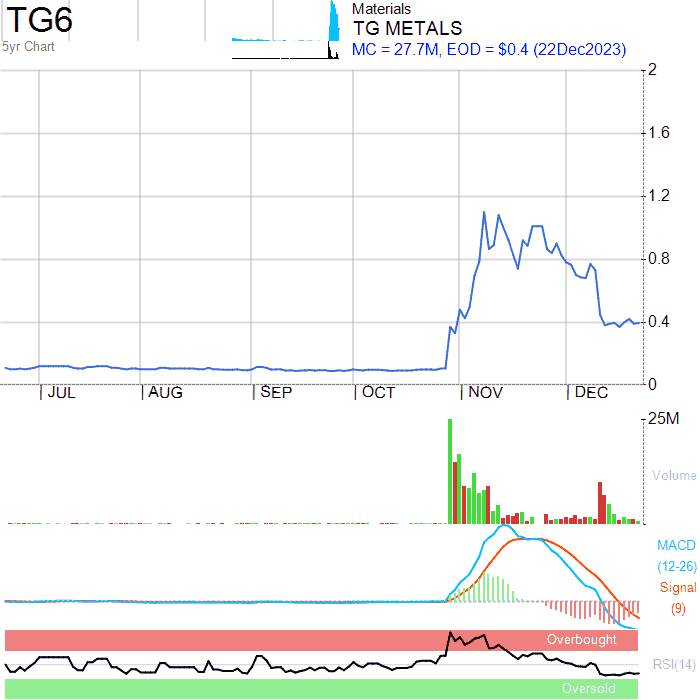 TG6
5yr Chart
Materials
TG METALS
MC = 27.7M, EOD = $0.4 (22Dec2023)
2
1.6
1.2
0.8
0.4
0
JUL AUG SEP OCT NOV DEC
25M
Volume
MACD
(12-26)
Signal
(9)
Overbought
RSI(14)
Oversold